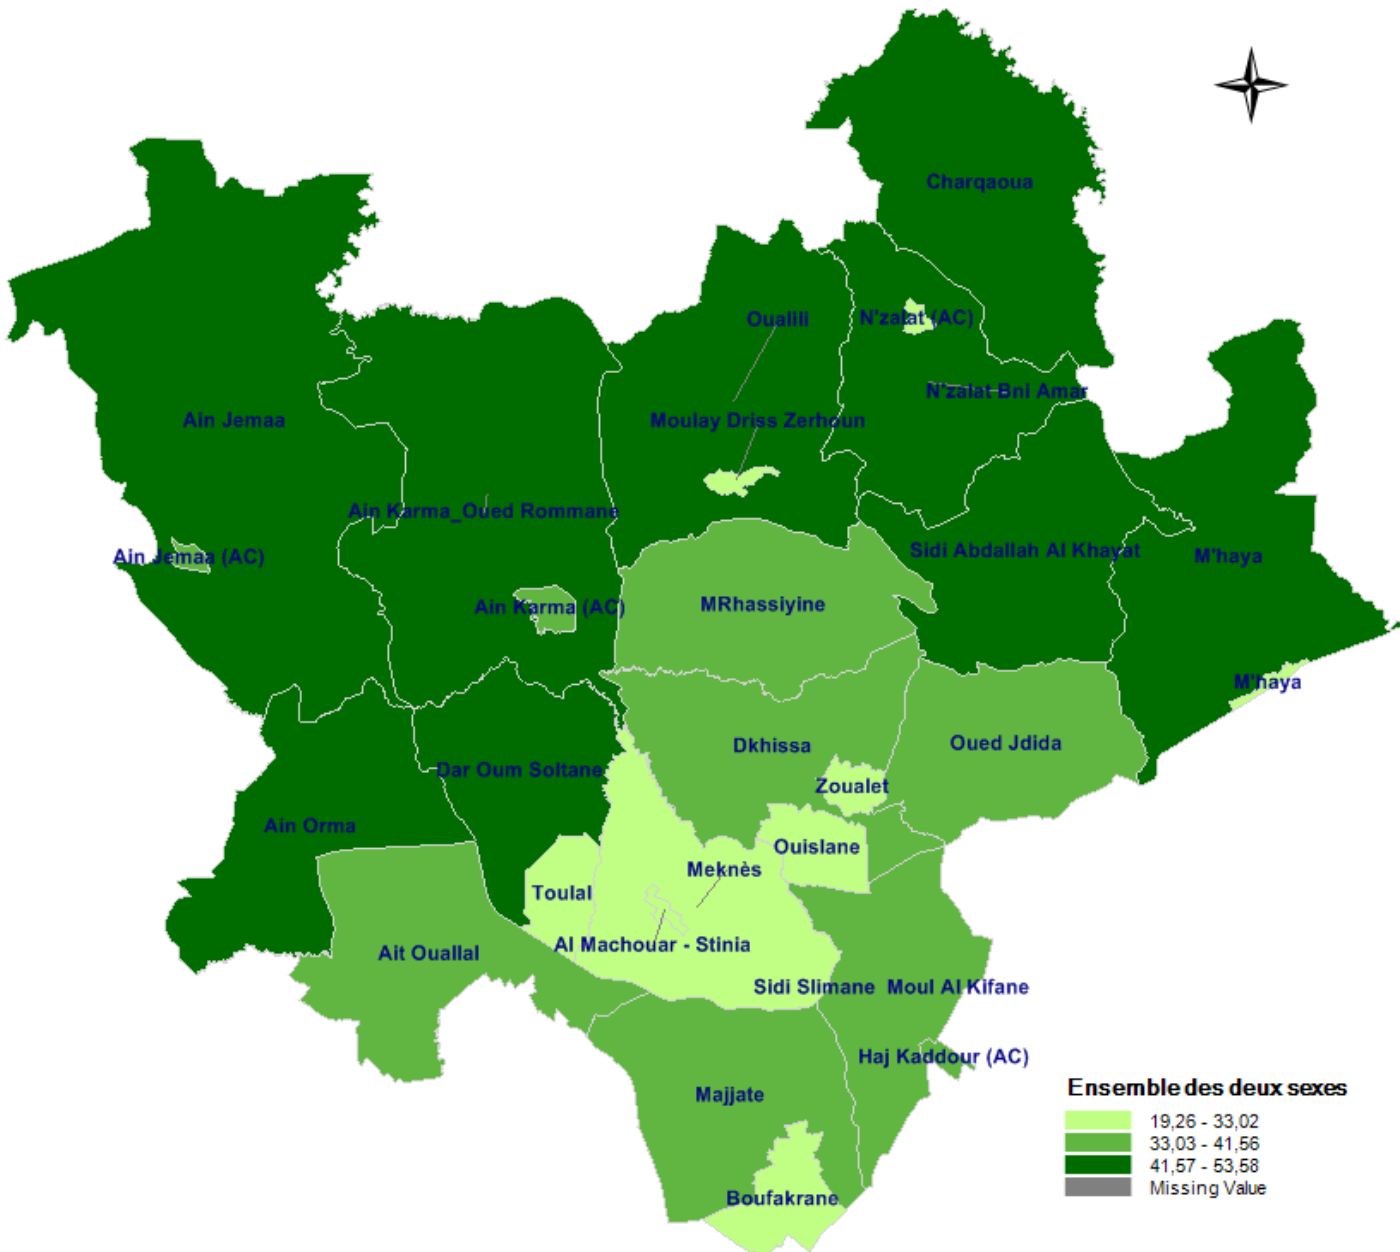 Charqaoua
Oualili
N'zalat (AC)
N'zalat Bni Amar
Ain Jemaa
Moulay Driss Zerhoun
Ain Karma_Oued Rommane
Sidi Abdallah Al Khayat
M'haya
Ain Jemaa (AC)
Ain Karma (AC)
MRhassiyine
M'haya
Dkhissa
Oued Jdida
Dar Oum Soltane
Zoualet
Ain Orma
Ouislane
Meknès
Toulal
Al Machouar - Stinia
Ait Ouallal
Sidi Slimane Moul Al Kifane
Haj Kaddour (AC)
Majjate
Boufakrane
Ensemble des deux sexes
19,26 - 33,02
33,03 - 41,56
41,57 - 53,58
Missing Value